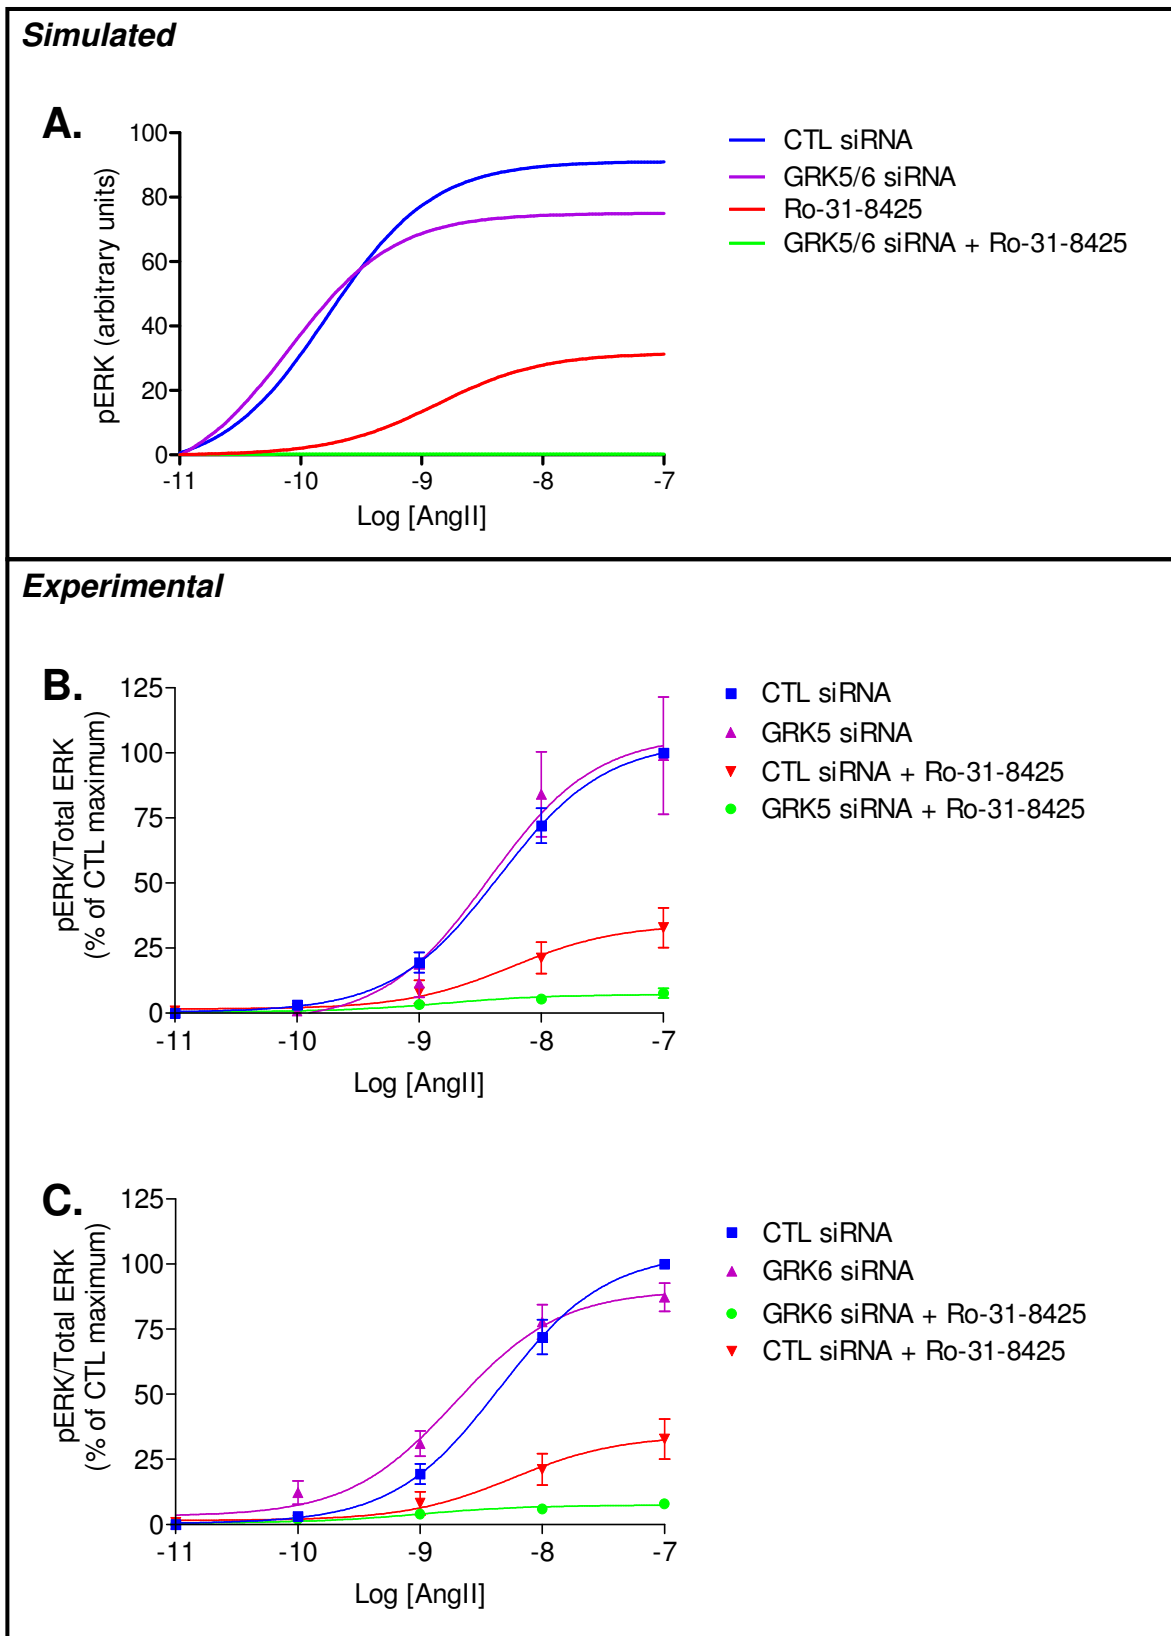 Simulated
A.
pERK (arbitrary units)
100
80
60
40
20
0
-11
-10
-9
-8
-7
Log [AngII]
CTL siRNA
GRK5/6 siRNA
Ro-31-8425
GRK5/6 siRNA + Ro-31-8425
Experimental
B.
pERK/Total ERK
(% of CTL maximum)
125
100
75
50
25
0
-11
-10
-9
-8
-7
Log [AngII]
CTL siRNA
GRK5 siRNA
CTL siRNA + Ro-31-8425
GRK5 siRNA + Ro-31-8425
C.
pERK/Total ERK
(% of CTL maximum)
125
100
75
50
25
0
-11
-10
-9
-8
-7
Log [AngII]
CTL siRNA
GRK6 siRNA
GRK6 siRNA + Ro-31-8425
CTL siRNA + Ro-31-8425